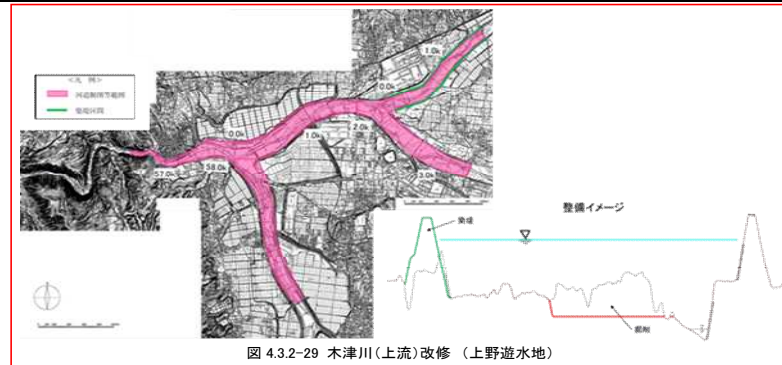 ＜凡 例＞
河道掘削等範囲
築堤区間
1.0k
0.0k
0.0k
1.0k
2.0k
3.0k
57.0k
58.0k
整備イメージ
築堤
掘削
図 4.3.2-29 木津川(上流)改修 （上野遊水地）